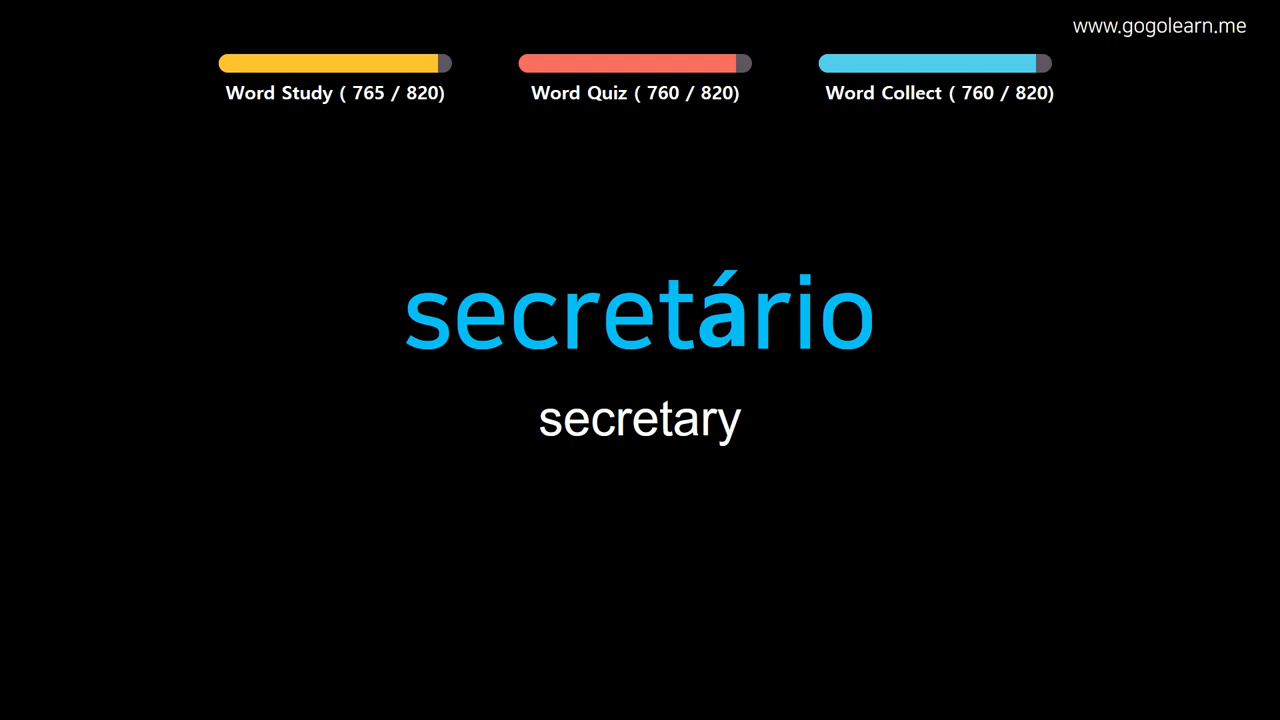 www.gogolearn.me
Word Study ( 765 / 820)
Word Quiz ( 760 / 820)
Word Collect ( 760 / 820)
secretário
secretary